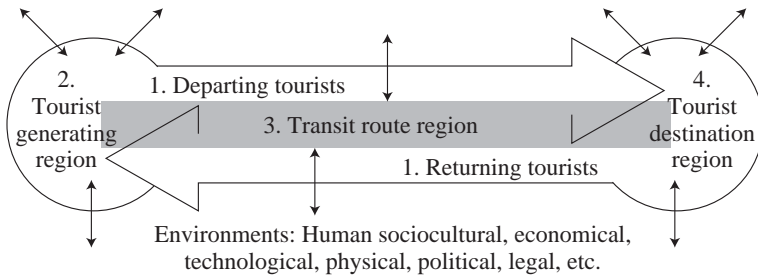 2.
Tourist
generating
region
1. Departing tourists
3. Transit route region
1. Returning tourists
4.
Tourist
destination
region
Environments: Human sociocultural, economical,
technological, physical, political, legal, etc.